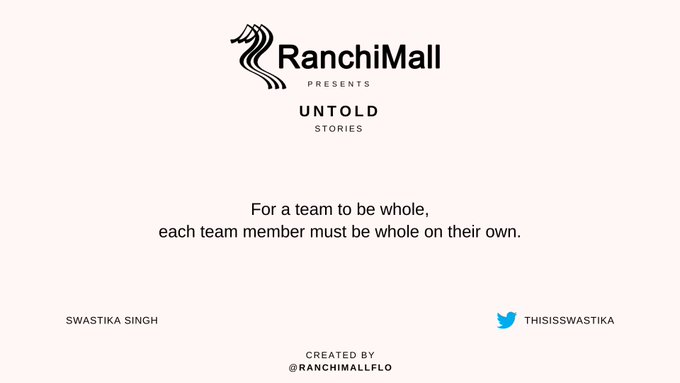 RanchiMall
PRESENTS
UNTOLD
STORIES
For a team to be whole,
each team member must be whole on their own.
SWASTIKA SINGH
THISISSWASTIKA
CREATED BY
@RANCHIMALLFLO